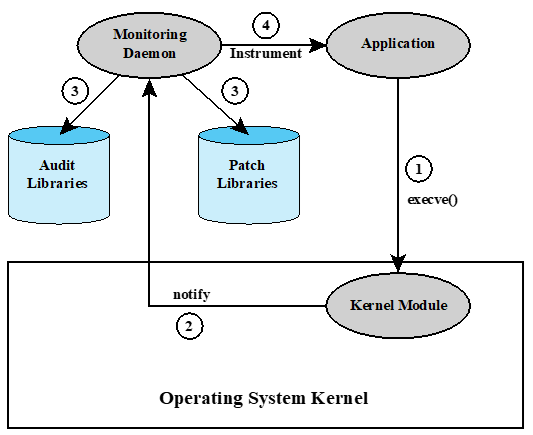 Monitoring
Daemon
4
Instrument
Application
3
3
Audit
Libraries
Patch
Libraries
1
execve()
notify
2
Kernel Module
Operating System Kernel